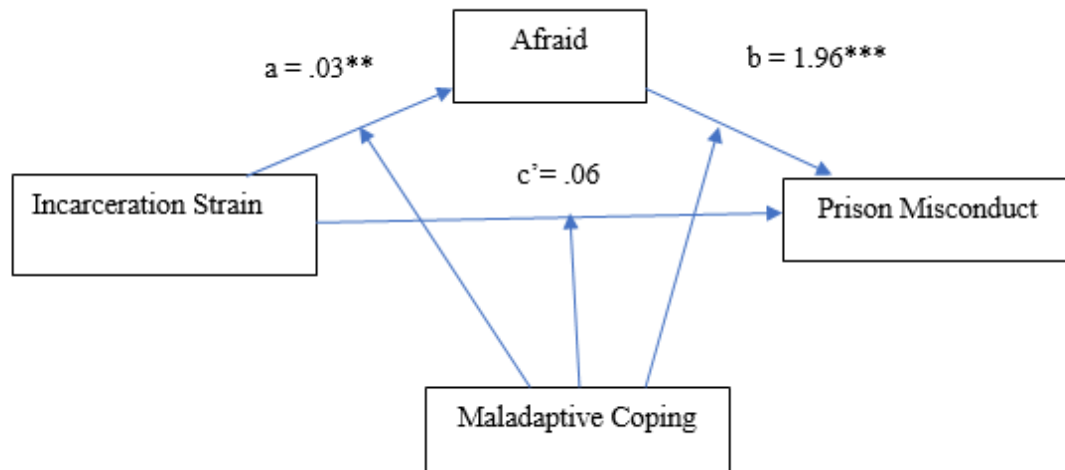 Afraid
a = .03**
b = 1.96***
c’= .06
Incarceration Strain
Prison Misconduct
Maladaptive Coping